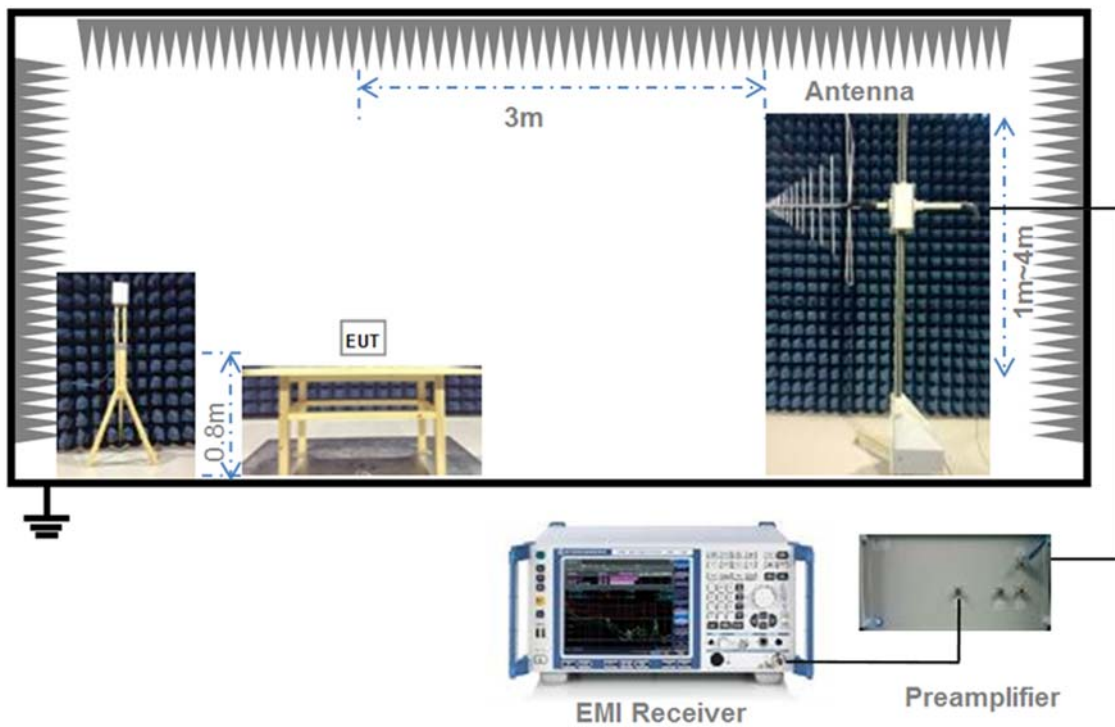 3m
Antenna
1m~4m
EUT
0.8m
EMI Receiver
Preamplifier